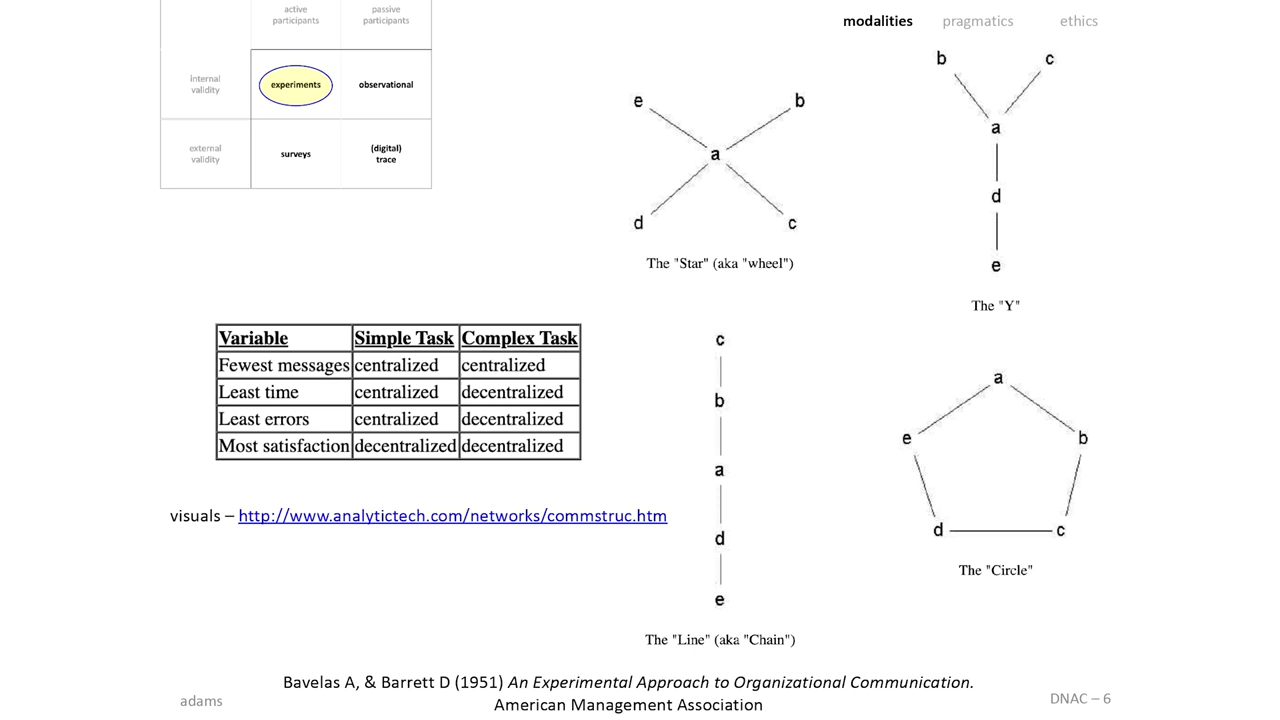 active passive
participants participants
modalities pragmatics ethics
internal
validity
experiments observational
external
validity
surveys
(digital)
trace
e b
a
d c
The "Star" (aka "wheel")
b c
a
d
e
The "Y"
Variable Simple Task Complex Task
Fewest messages centralized centralized
Least time centralized decentralized
Least errors centralized decentralized
Most satisfaction decentralized decentralized
visuals – http://www.analytictech.com/networks/commstruc.htm
c
b
a
d
e
The "Line" (aka "Chain")
a
e b
d c
The "Circle"
Bavelas A, & Barrett D (1951) An Experimental Approach to Organizational Communication.
American Management Association
adams
DNAC – 6